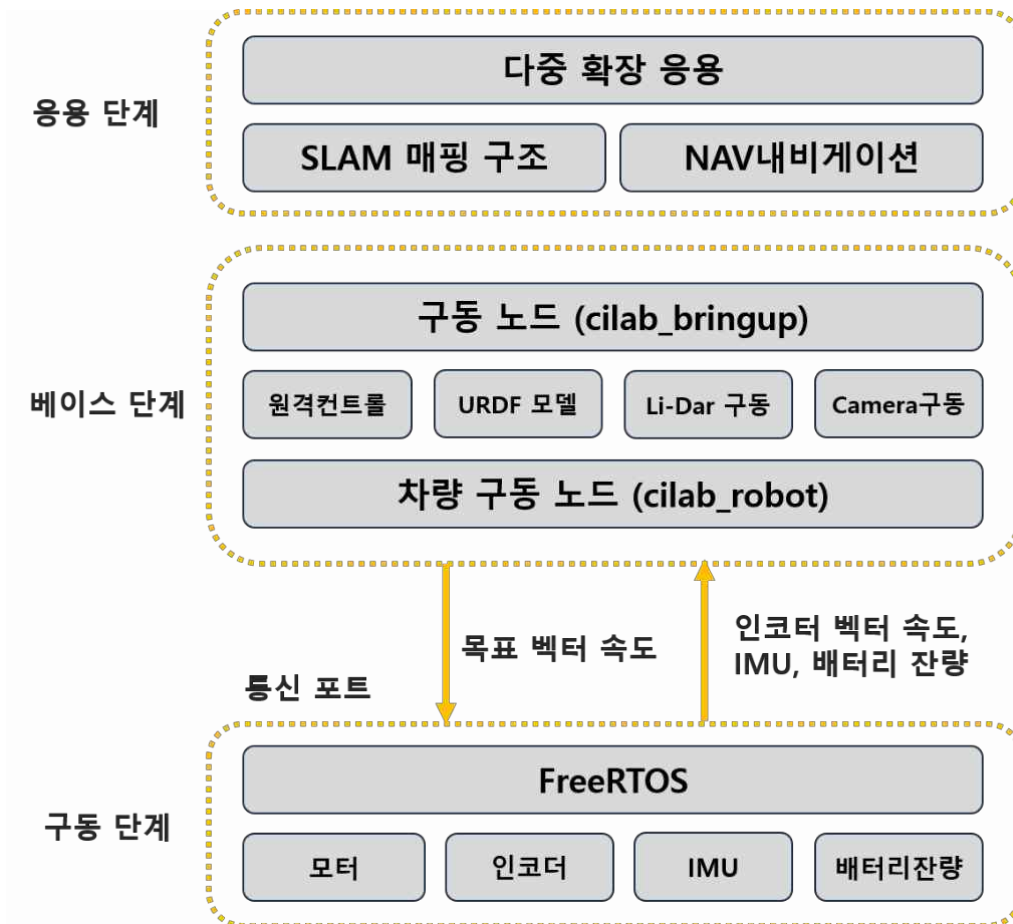 다중 확장 응용
응용 단계
SLAM 매핑 구조
NAV내비게이션
구동 노드 (cilab_bringup)
베이스 단계
원격컨트롤
URDF 모델
Li-Dar 구동
Camera구동
차량 구동 노드 (cilab_robot)
목표 벡터 속도
인코터 벡터 속도,
IMU, 배터리 잔량
통신 포트
FreeRTOS
구동 단계
모터
인코더
IMU
배터리잔량